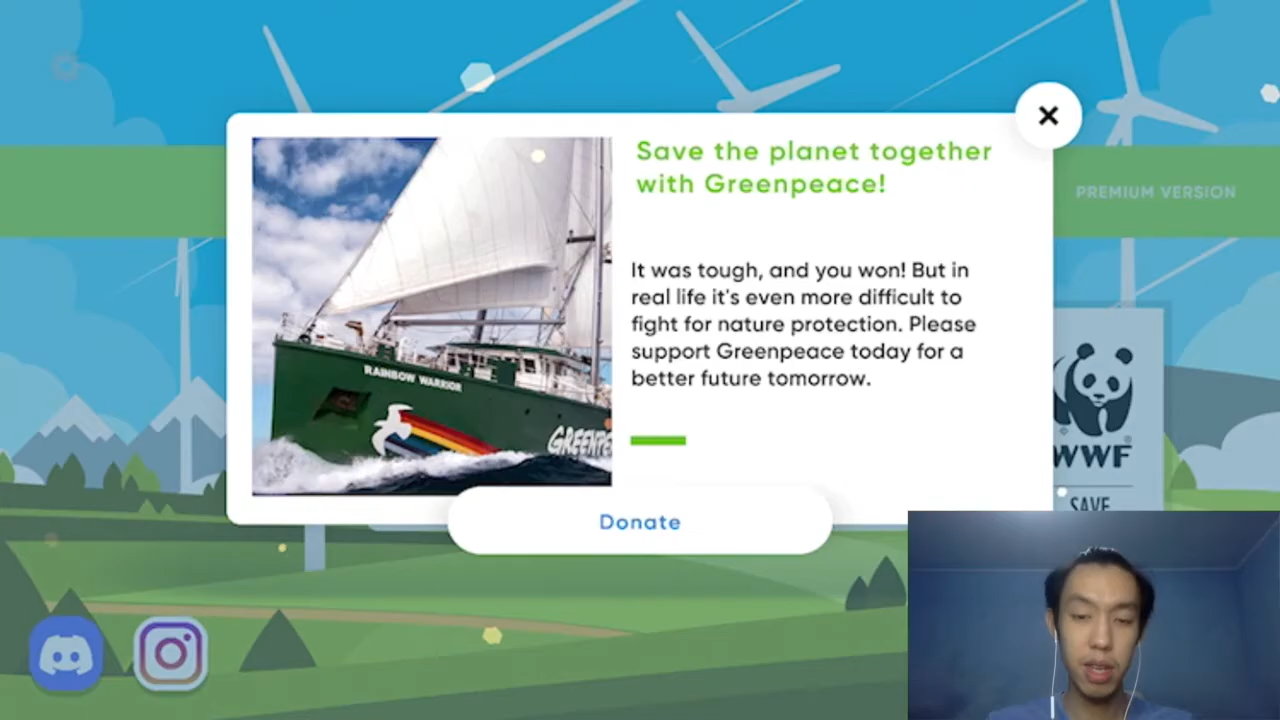 Save the planet together
with Greenpeace!
PREMIUM VERSION
It was tough, and you won! But in
real life it's even more difficult to
fight for nature protection. Please
support Greenpeace today for a
better future tomorrow.
RAINBOW WARRIOR
WWF
SAVE
Donate